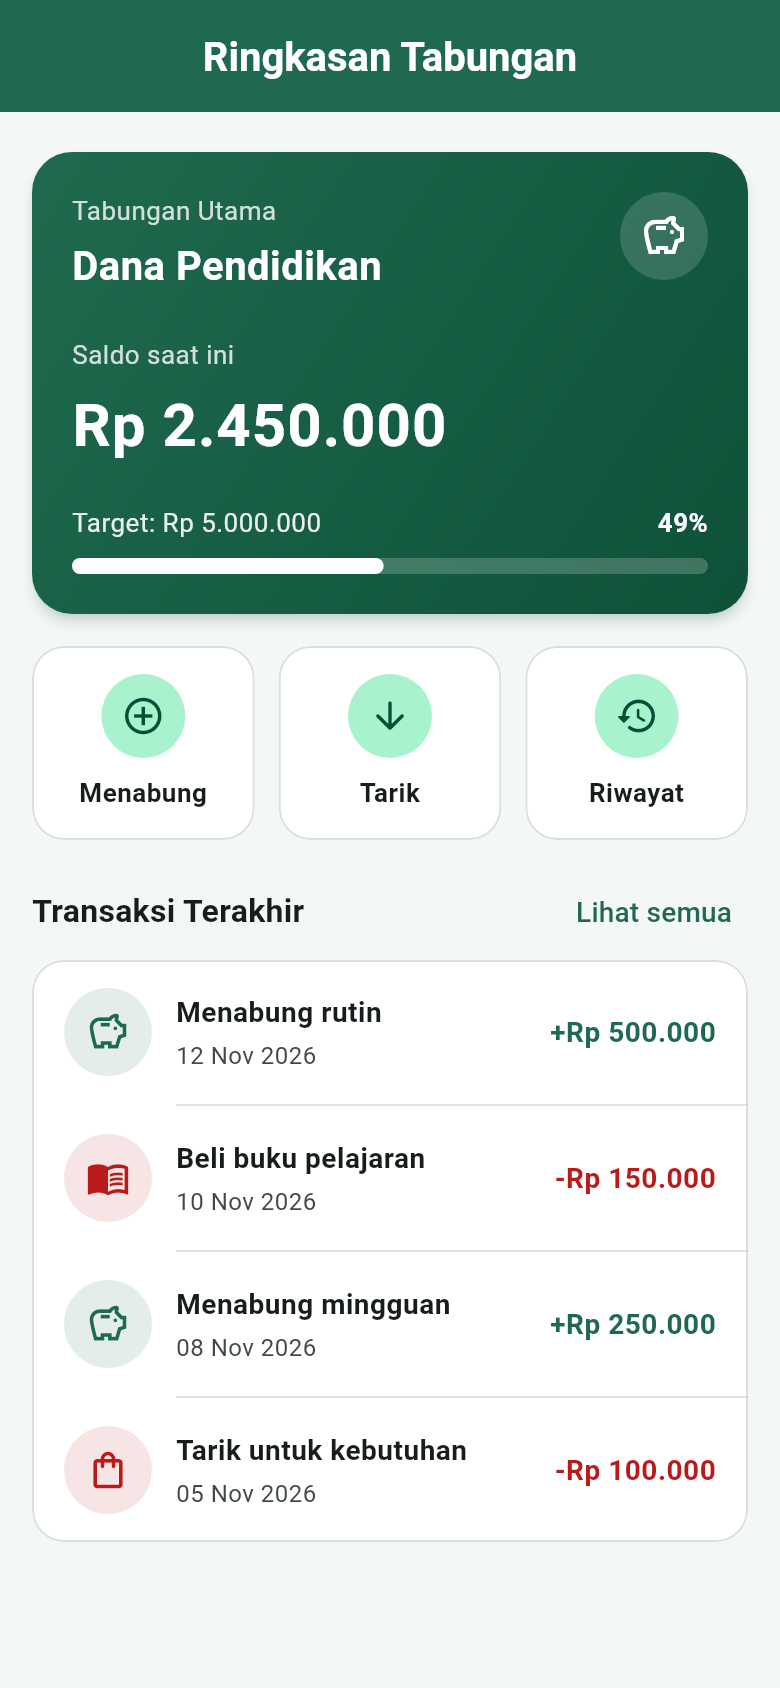 Ringkasan Tabungan
Tabungan Utama
Dana Pendidikan
Saldo saat ini
Rp 2.450.000
Target: Rp 5.000.000 49%
Menabung Tarik Riwayat
Transaksi Terakhir Lihat semua
Menabung rutin
12 Nov 2026
+Rp 500.000
Beli buku pelajaran
10 Nov 2026
-Rp 150.000
Menabung mingguan
08 Nov 2026
+Rp 250.000
Tarik untuk kebutuhan
05 Nov 2026
-Rp 100.000